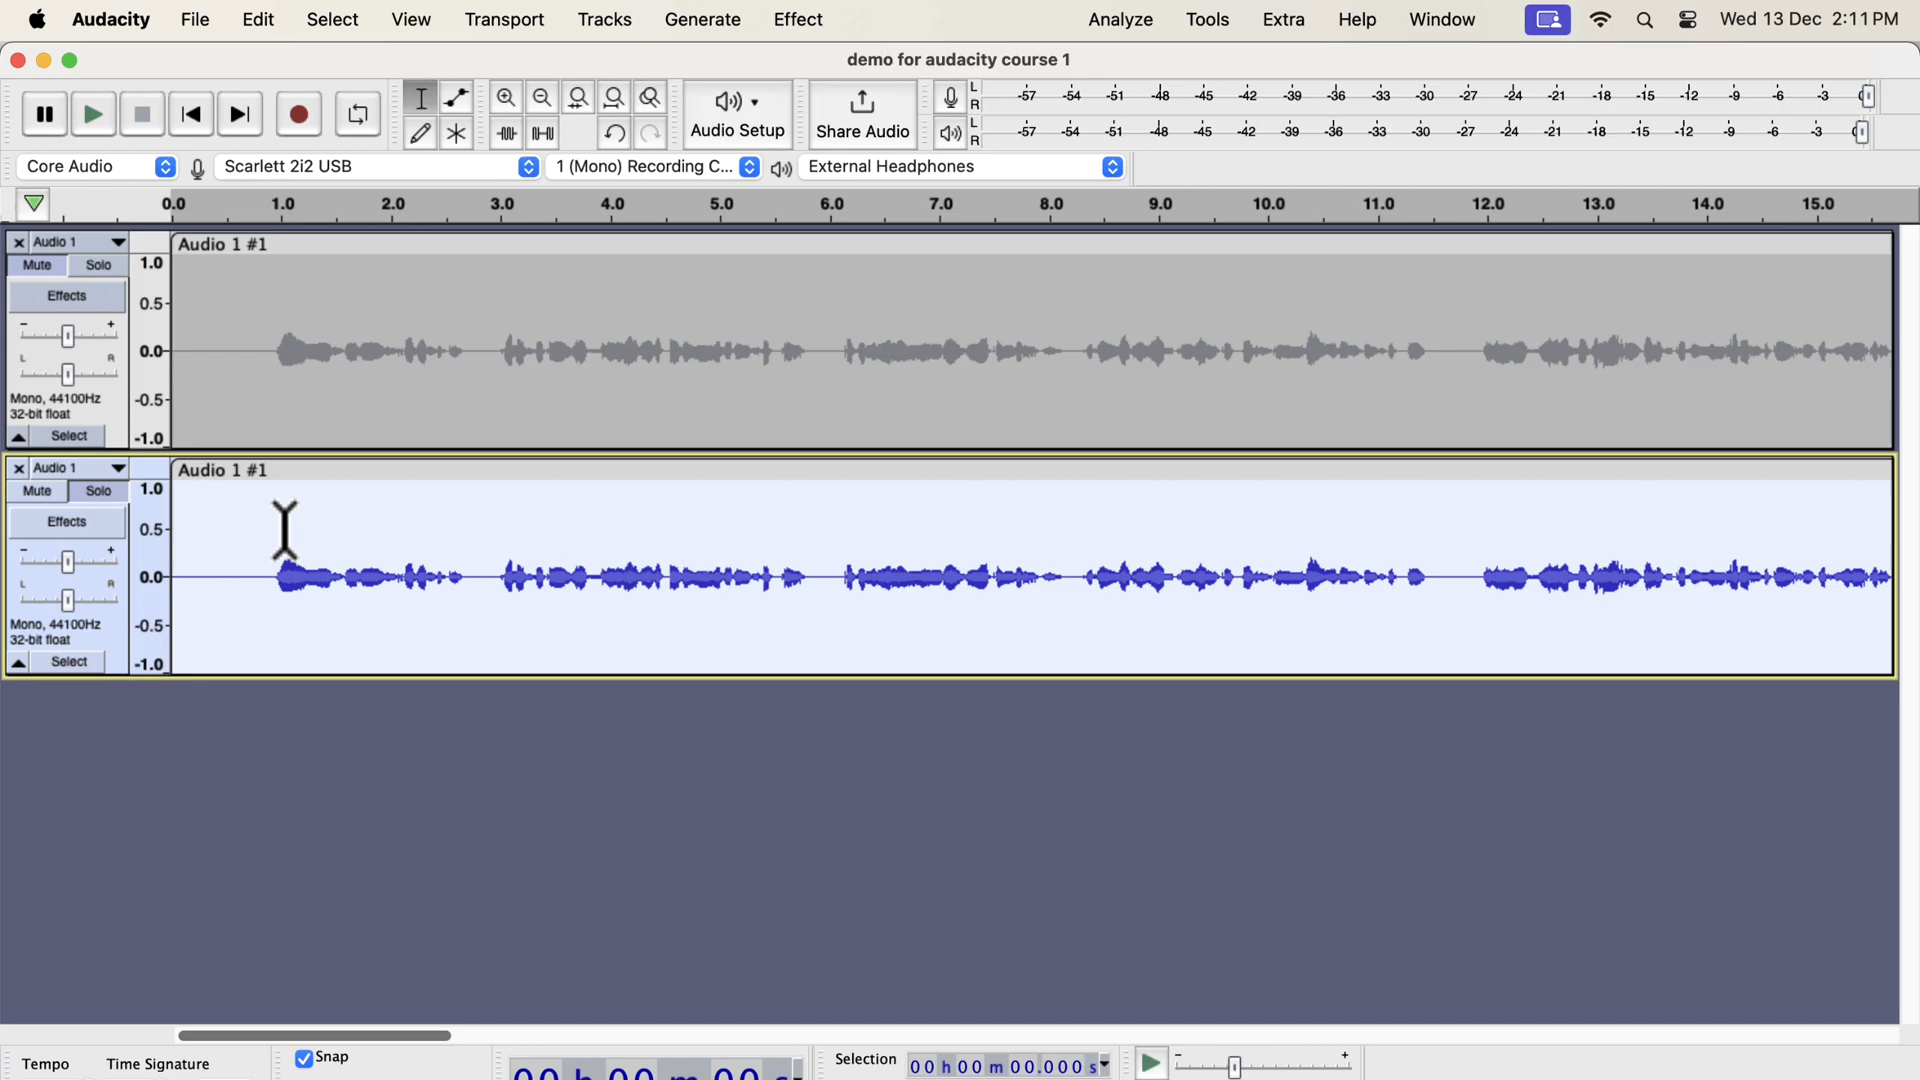 Audacity File Edit Select View Transport Tracks Generate Effect Analyze Tools Extra Help Window Wed 13 Dec 2:11 PM
demo for audacity course 1
L -57 -54 -51 -48 -45 -42 -39 -36 -33 -30 -27 -24 -21 -18 -15 -12 -9 -6 -3 0
R
Audio Setup Share Audio
L -57 -54 -51 -48 -45 -42 -39 -36 -33 -30 -27 -24 -21 -18 -15 -12 -9 -6 -3
R
Core Audio Scarlett 2i2 USB 1 (Mono) Recording C... External Headphones
0.0 1.0 2.0 3.0 4.0 5.0 6.0 7.0 8.0 9.0 10.0 11.0 12.0 13.0 14.0 15.0
Audio 1 Audio 1 #1
Mute Solo 1.0
Effects
- + 0.5
L R 0.0
Mono, 44100Hz -0.5
32-bit float
Select -1.0
Audio 1 Audio 1 #1
Mute Solo 1.0
Effects 0.5
- +
L R 0.0
Mono, 44100Hz -0.5
32-bit float
Select -1.0
Tempo Time Signature Snap Selection 00 h 00 m 00.000 s - +
00 h 00 m 00 s